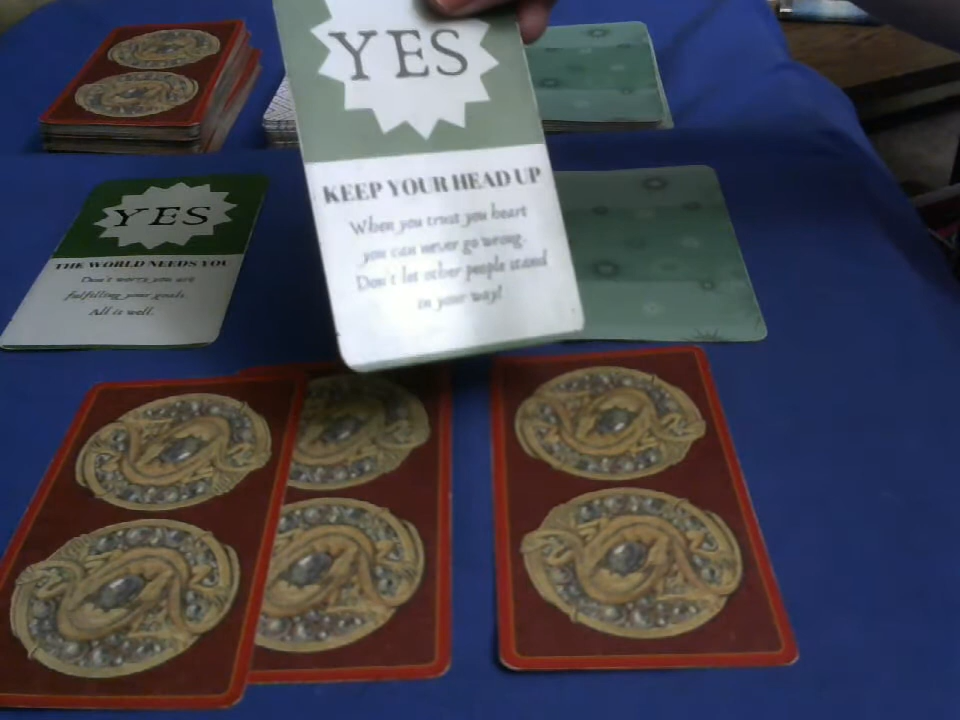 YES
KEEP YOUR HEAD UP
When you trust you heart
you can never go wrong.
Don't let other people stand
in your way!
YES
THE WORLD NEEDS YOU
Don't worry you are
fulfilling your goals.
All is well.